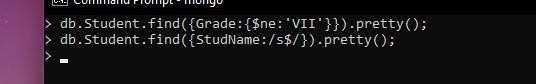 Command Prompt - mongo
> db.Student.find({Grade:{$ne:'VII'}}).pretty();
> db.Student.find({StudName:/s$/}).pretty();
>